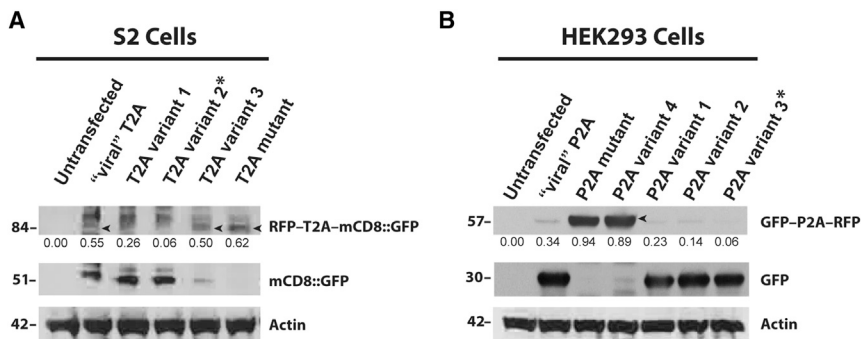 A
S2 Cells
Untransfected
“viral” T2A
T2A variant 1
T2A variant 2*
T2A variant 3
T2A mutant
84–
RFP–T2A–mCD8::GFP
0.00 0.55 0.26 0.06 0.50 0.62
51–
mCD8::GFP
42–
Actin
B
HEK293 Cells
Untransfected
“viral” P2A
P2A mutant
P2A variant 4
P2A variant 1
P2A variant 2
P2A variant 3*
57–
GFP–P2A–RFP
0.00 0.34 0.94 0.89 0.23 0.14 0.06
30–
GFP
42–
Actin